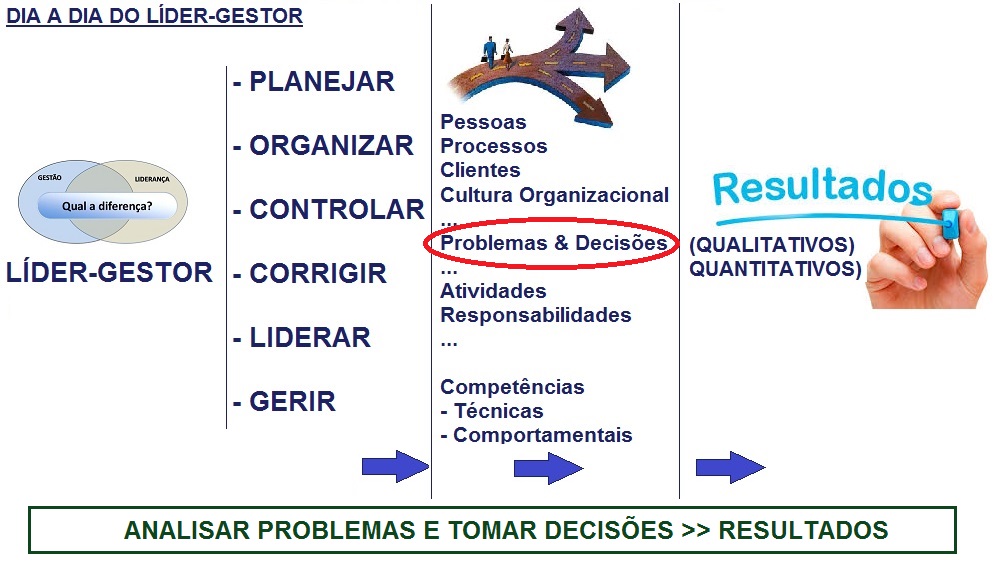 DIA A DIA DO LÍDER-GESTOR
GESTÃO
LIDERANÇA
Qual a diferença?
LÍDER-GESTOR
- PLANEJAR
- ORGANIZAR
- CONTROLAR
- CORRIGIR
- LIDERAR
- GERIR
Pessoas
Processos
Clientes
Cultura Organizacional
...
Problemas & Decisões
...
Atividades
Responsabilidades
...
Competências
- Técnicas
- Comportamentais
Resultados
(QUALITATIVOS)
QUANTITATIVOS)
ANALISAR PROBLEMAS E TOMAR DECISÕES >> RESULTADOS